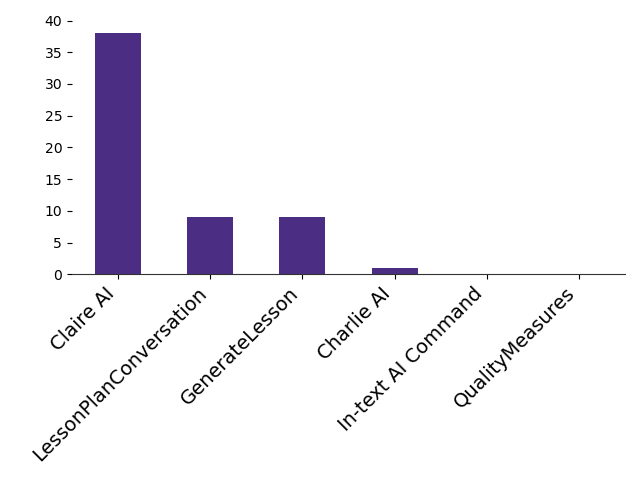 40
35
30
25
20
15
10
5
0
Claire AI
LessonPlanConversation
GenerateLesson
Charlie AI
In-text AI Command
QualityMeasures